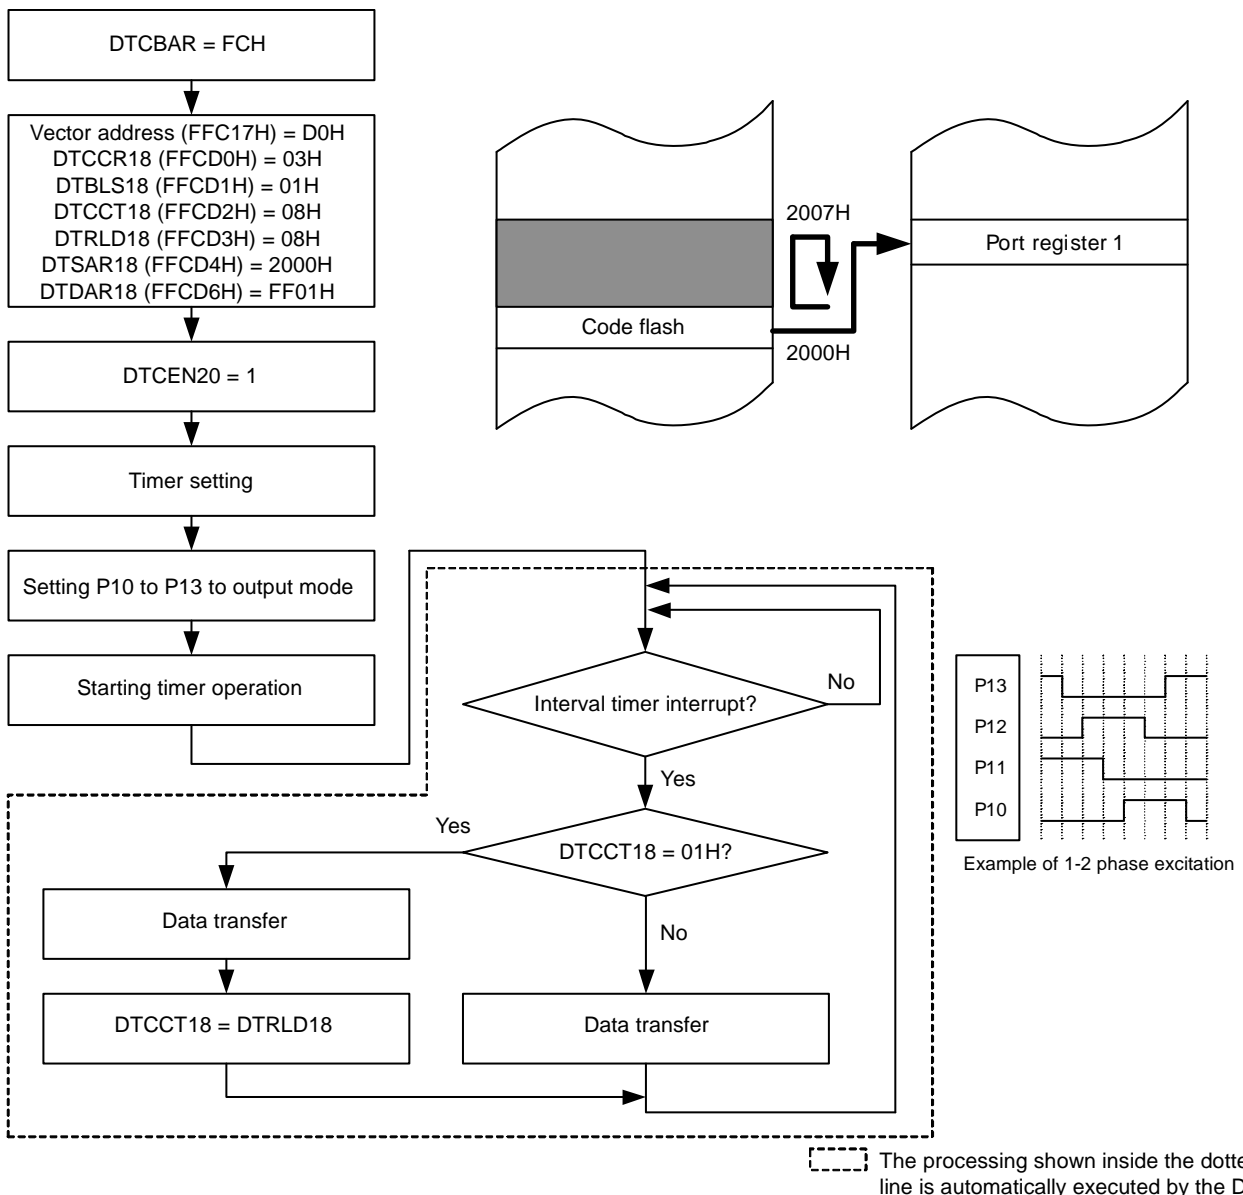 DTCBAR = FCH
Vector address (FFC17H) = D0H
DTCCR18 (FFCD0H) = 03H
DTBLS18 (FFCD1H) = 01H
DTCCT18 (FFCD2H) = 08H
DTRLD18 (FFCD3H) = 08H
DTSAR18 (FFCD4H) = 2000H
DTDAR18 (FFCD6H) = FF01H
DTCEN20 = 1
Timer setting
Setting P10 to P13 to output mode
Starting timer operation
2007H
Code flash
2000H
Port register 1
Interval timer interrupt?
No
Yes
DTCCT18 = 01H?
Yes
No
Data transfer
DTCCT18 = DTRLD18
Data transfer
P13
P12
P11
P10
Example of 1-2 phase excitation
The processing shown inside the dotte
line is automatically executed by the D